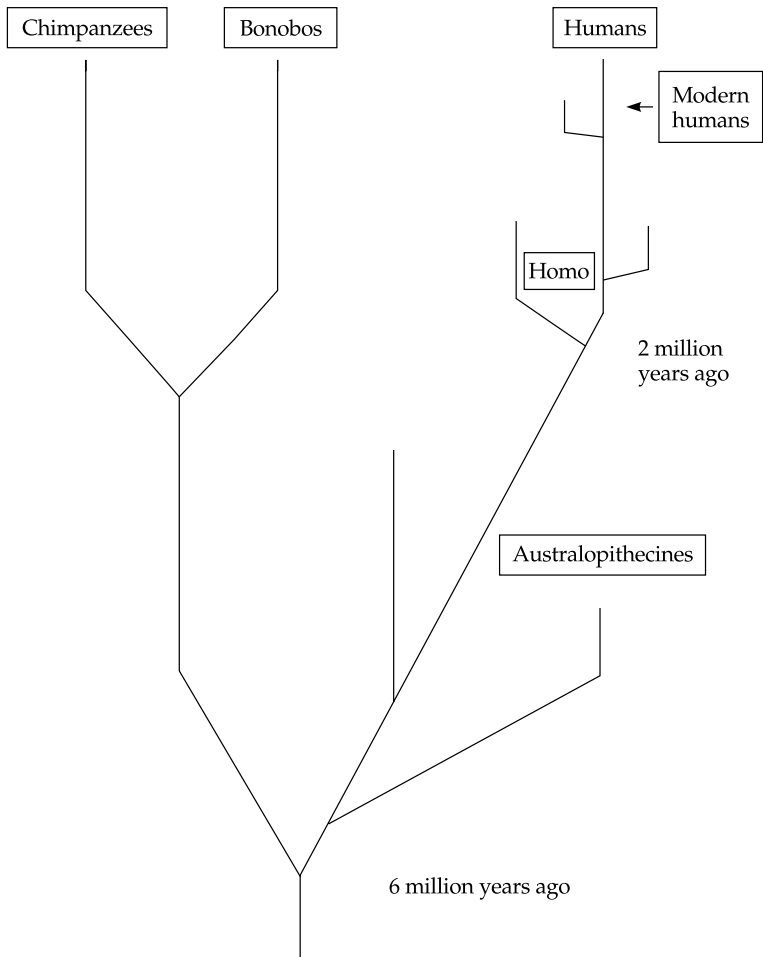 Chimpanzees
Bonobos
Humans
Modern
humans
Homo
2 million
years ago
Australopithecines
6 million years ago